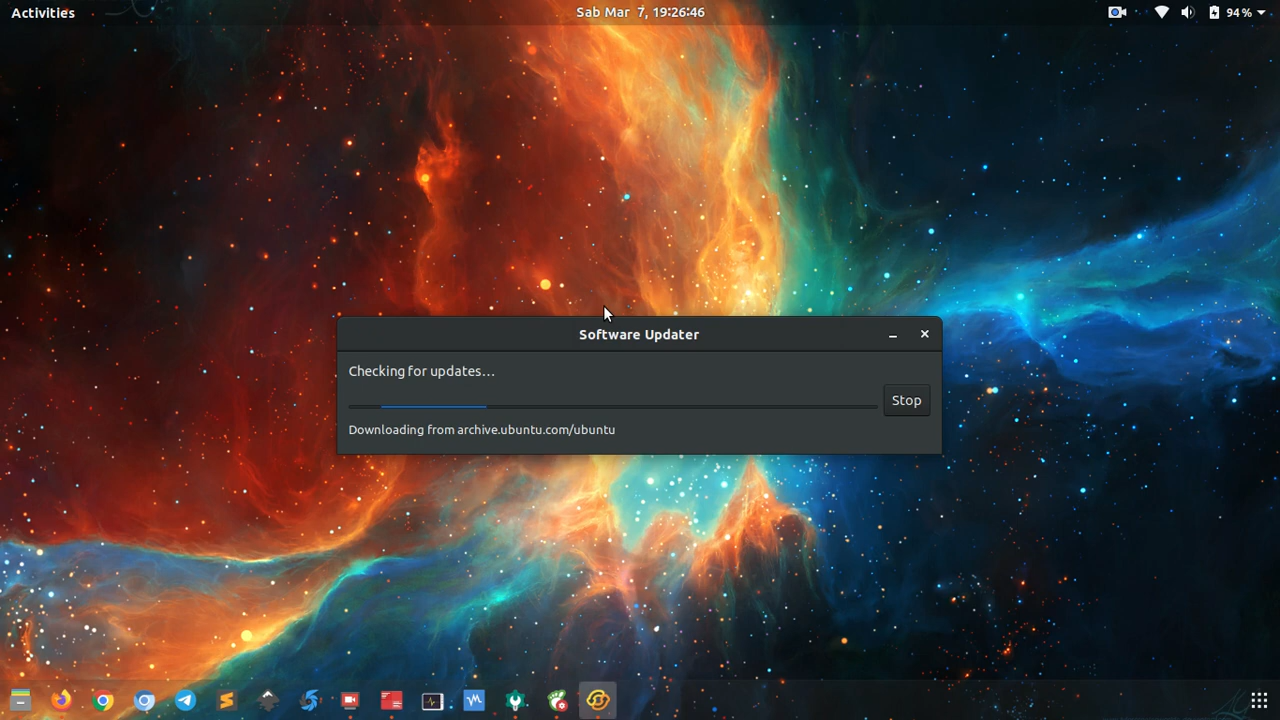 Activities
Sab Mar 7, 19:26:46
94 %
Software Updater
Checking for updates…
Stop
Downloading from archive.ubuntu.com/ubuntu